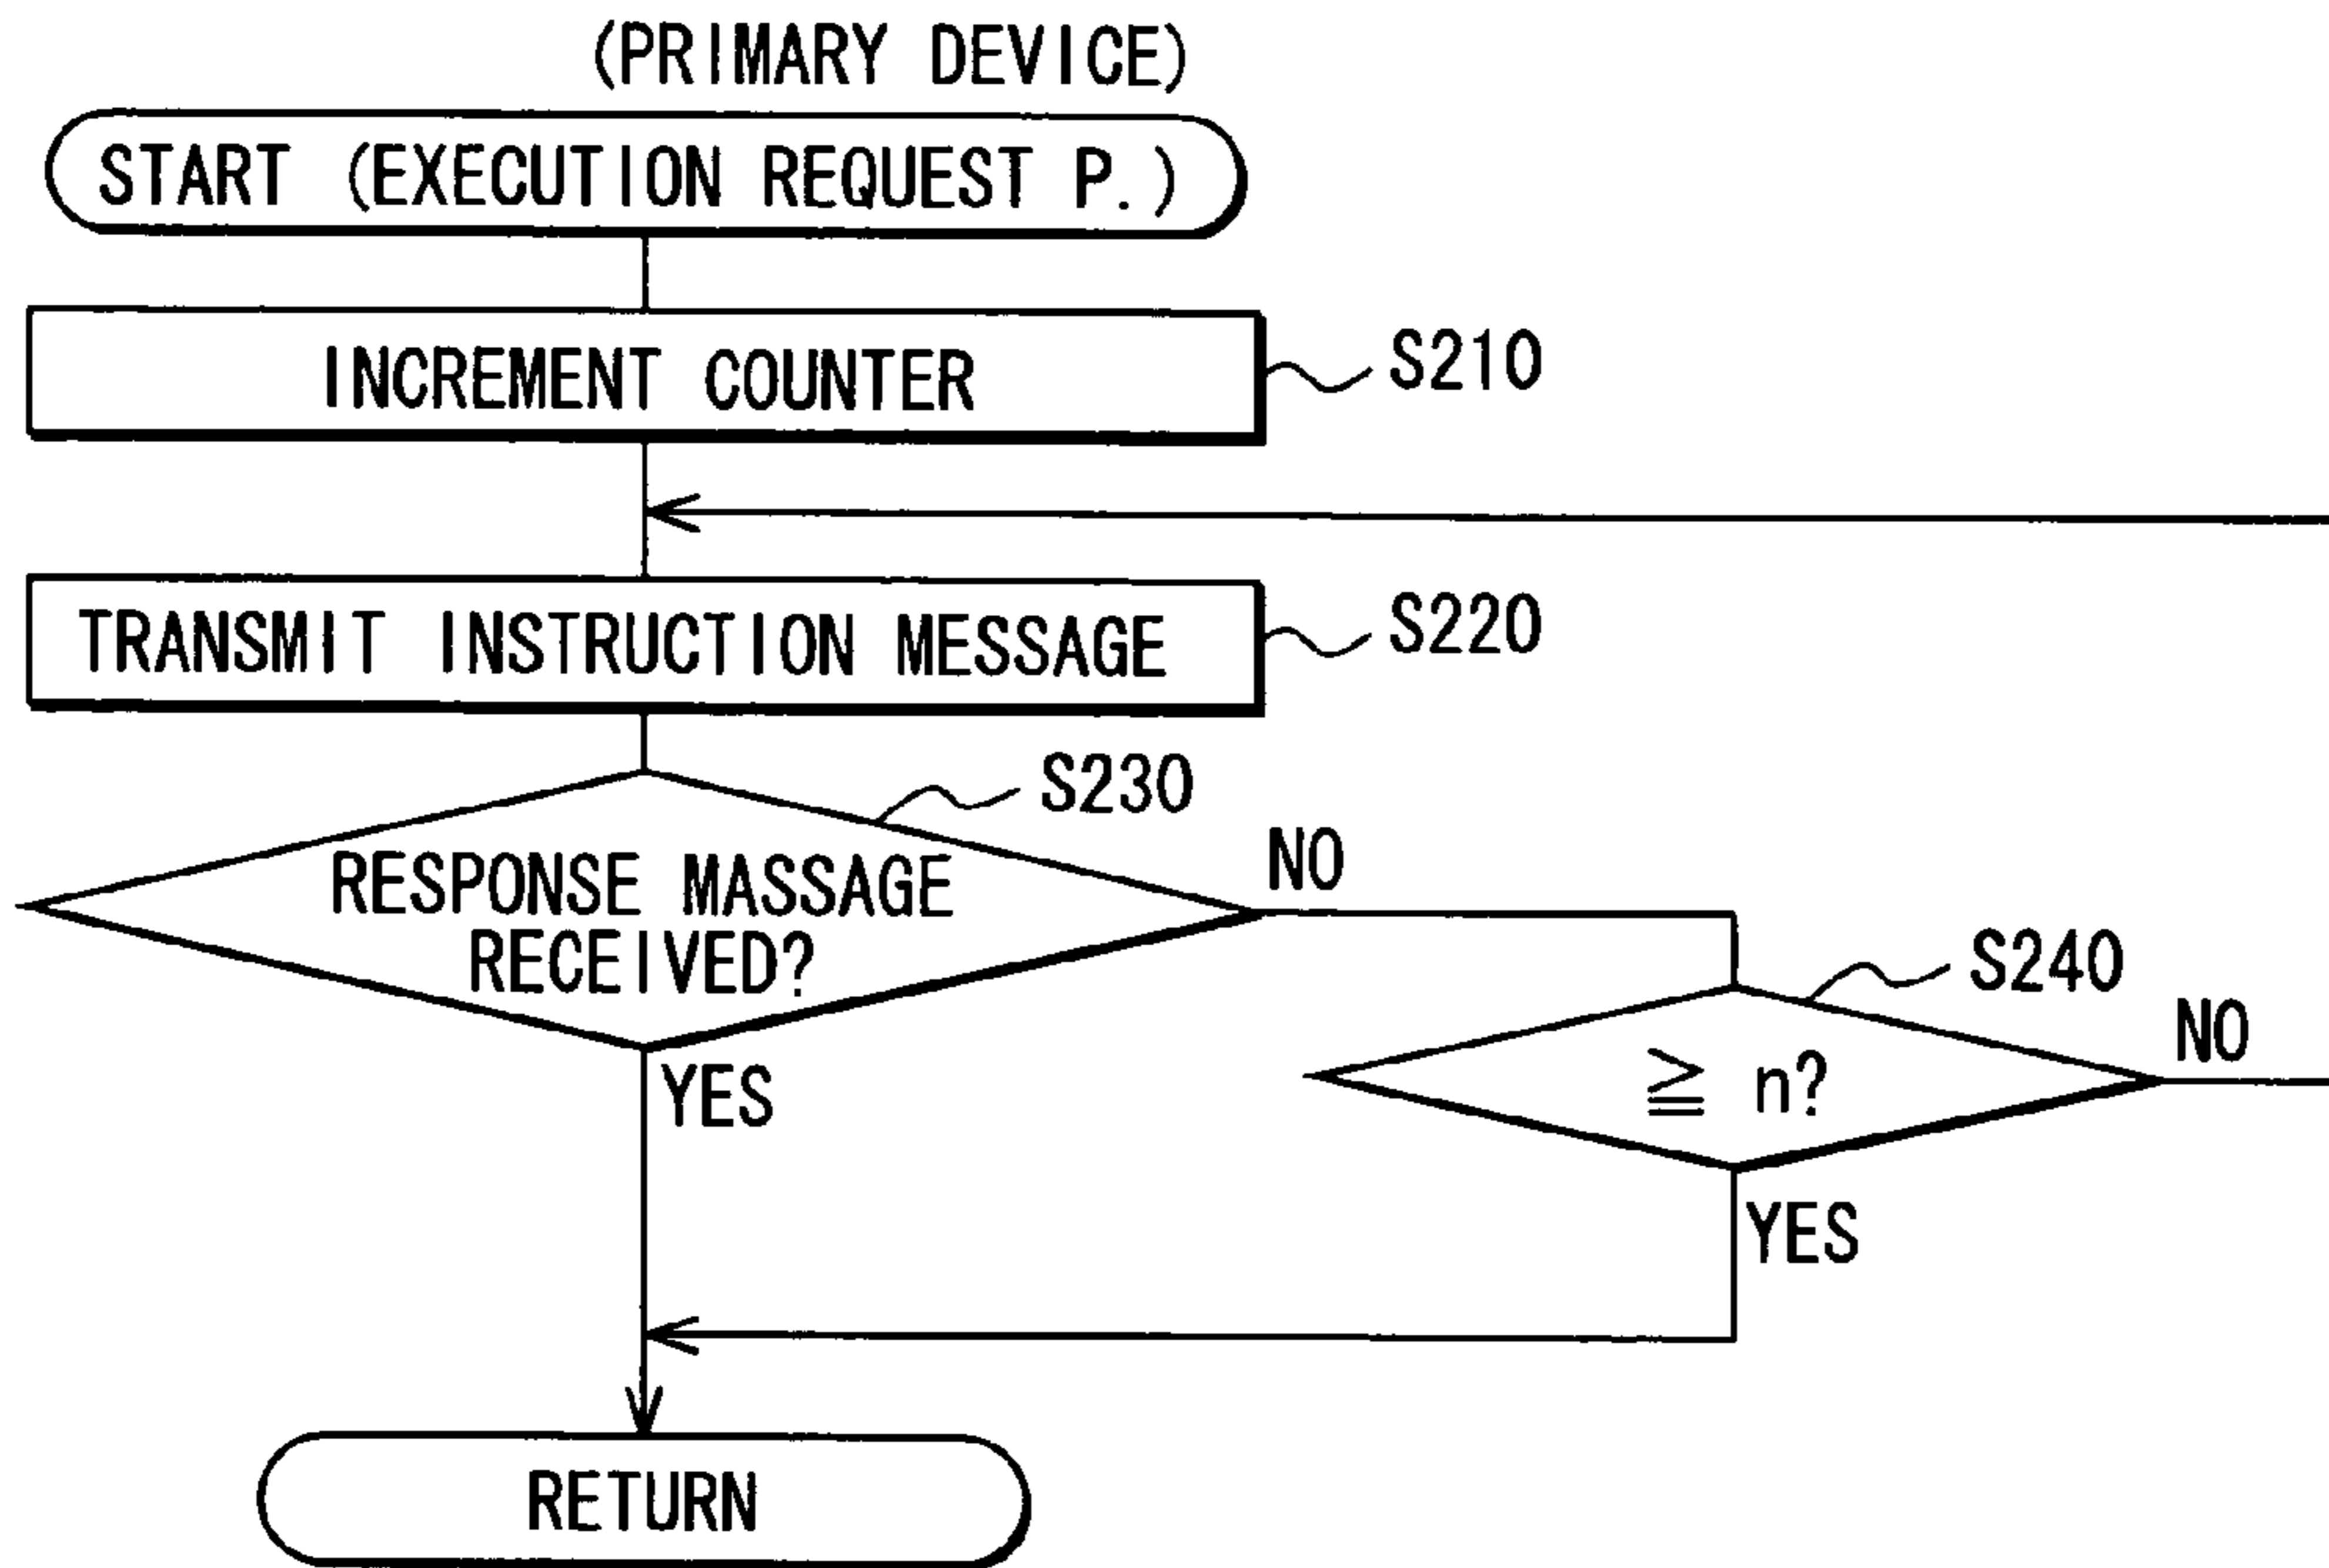 (PRIMARY DEVICE)
START (EXECUTION REQUEST P.)
INCREMENT COUNTER
S210
TRANSMIT INSTRUCTION MESSAGE
S220
S230
RESPONSE MASSAGE
RECEIVED?
NO
YES
S240
≧ n?
NO
YES
RETURN